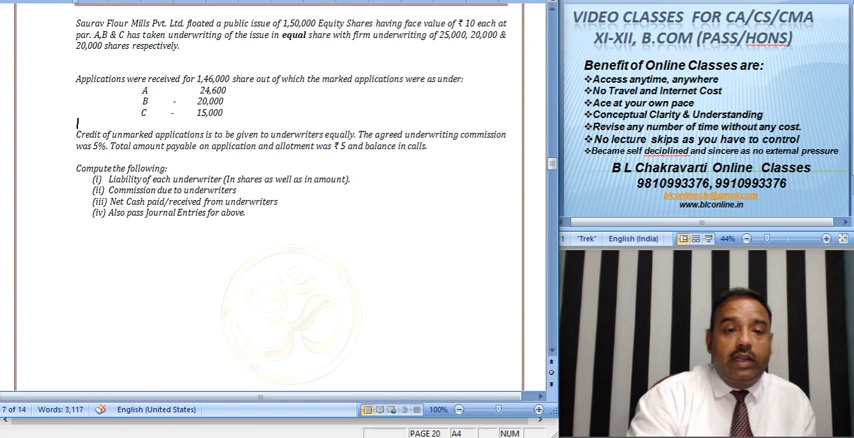 Saurav Flour Mills Pvt. Ltd. floated a public issue of 1,50,000 Equity Shares having face value of ₹ 10 each at
par. A,B & C has taken underwriting of the issue in equal share with firm underwriting of 25,000, 20,000 &
20,000 shares respectively.
Applications were received for 1,46,000 share out of which the marked applications were as under:
A 24,600
B - 20,000
C - 15,000
Credit of unmarked applications is to be given to underwriters equally. The agreed underwriting commission
was 5%. Total amount payable on application and allotment was ₹ 5 and balance in calls.
Compute the following:
(i) Liability of each underwriter (In shares as well as in amount).
(ii) Commission due to underwriters
(iii) Net Cash paid/received from underwriters
(iv) Also pass Journal Entries for above.
7 of 14 Words: 3,117 English (United States) 100%
PAGE 20 A4 NUM
VIDEO CLASSES FOR CA/CS/CMA
XI-XII, B.COM (PASS/HONS)
Benefit of Online Classes are:
❖Access anytime, anywhere
❖No Travel and Internet Cost
❖Ace at your own pace
❖Conceptual Clarity & Understanding
❖Revise any number of time without any cost.
❖No lecture skips as you have to control
❖Became self deciplined and sincere as no external pressure
B L Chakravarti Online Classes
9810993376, 9910993376
blconlinecls@gmail.com
www.blconline.in
1 "Trek" English (India) 44%